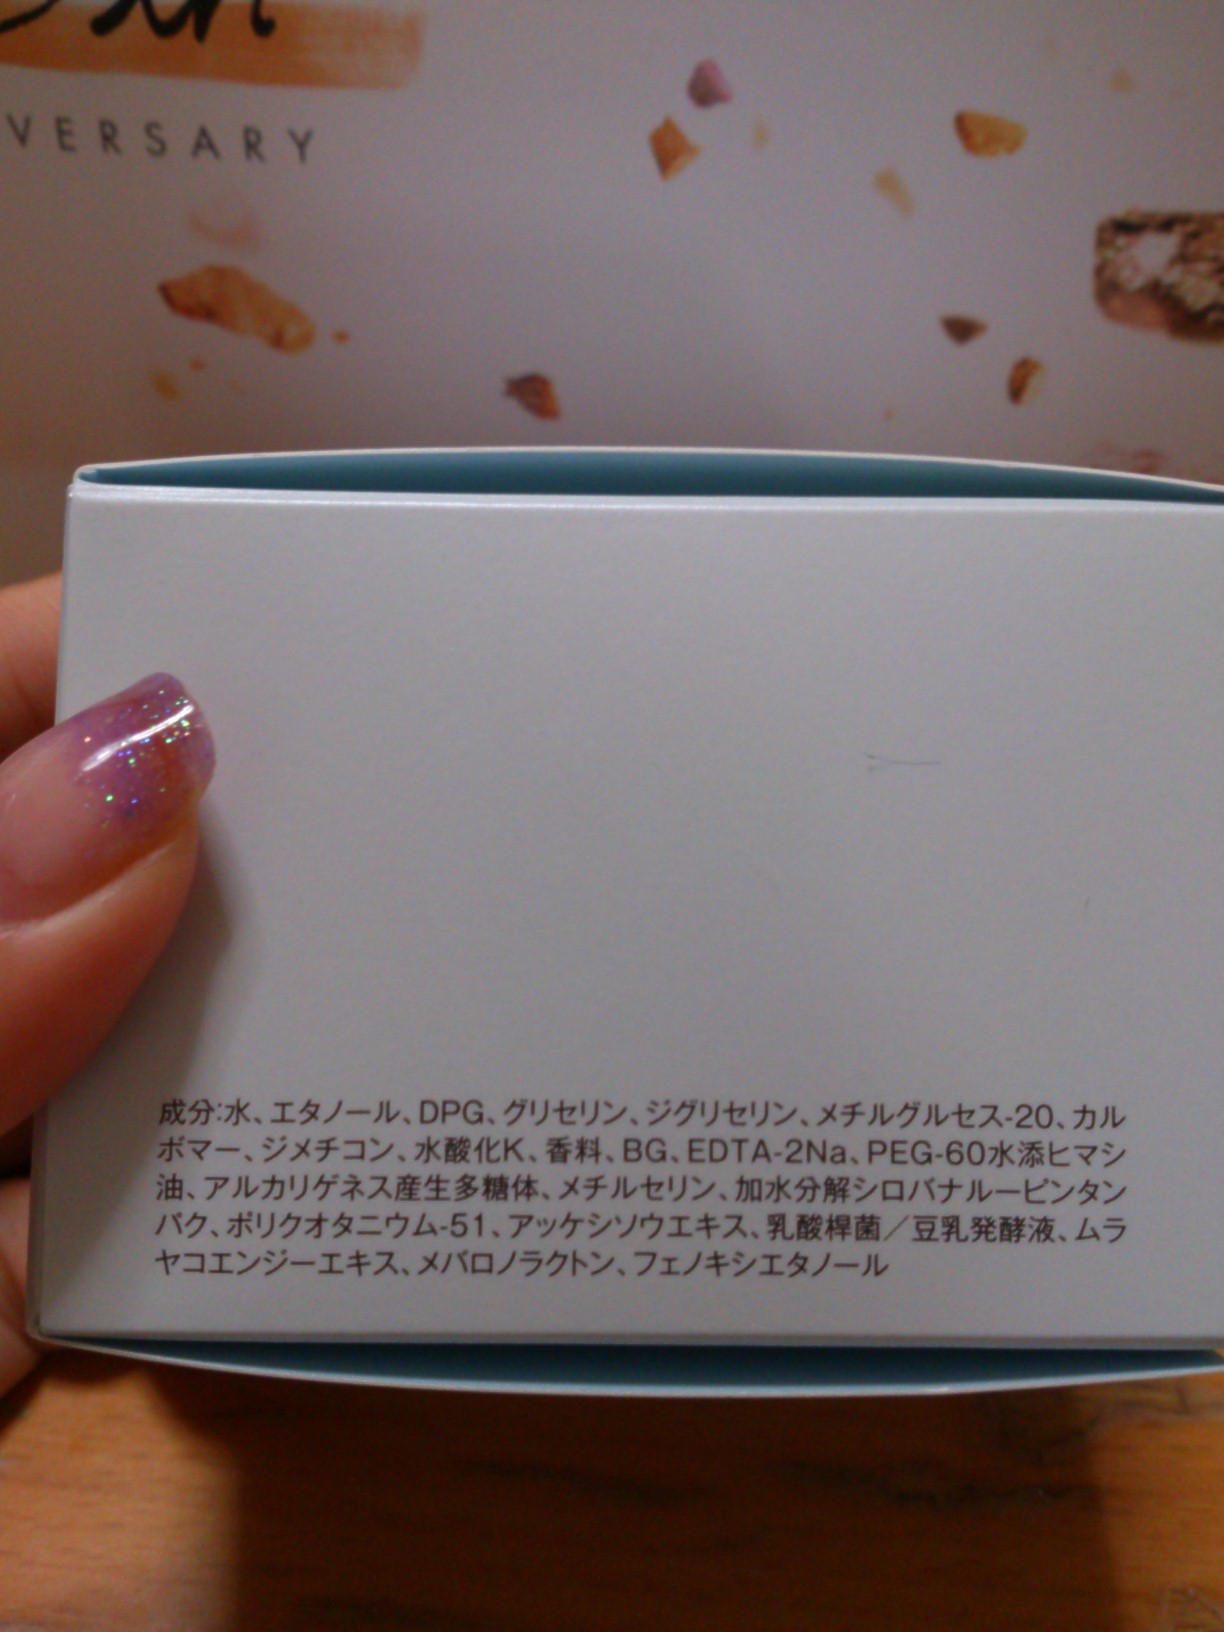 VERSARY
成分:水、エタノール、DPG、グリセリン、ジグリセリン、メチルグルセス-20、カル
ボマー、ジメチコン、水酸化K、香料、BG、EDTA-2Na、PEG-60水添ヒマシ
油、アルカリゲネス産生多糖体、メチルセリン、加水分解シロバナルーピンタン
パク、ポリクオタニウム-51、アッケシソウエキス、乳酸桿菌／豆乳発酵液、ムラ
ヤコエンジーエキス、メバロノラクトン、フェノキシエタノール